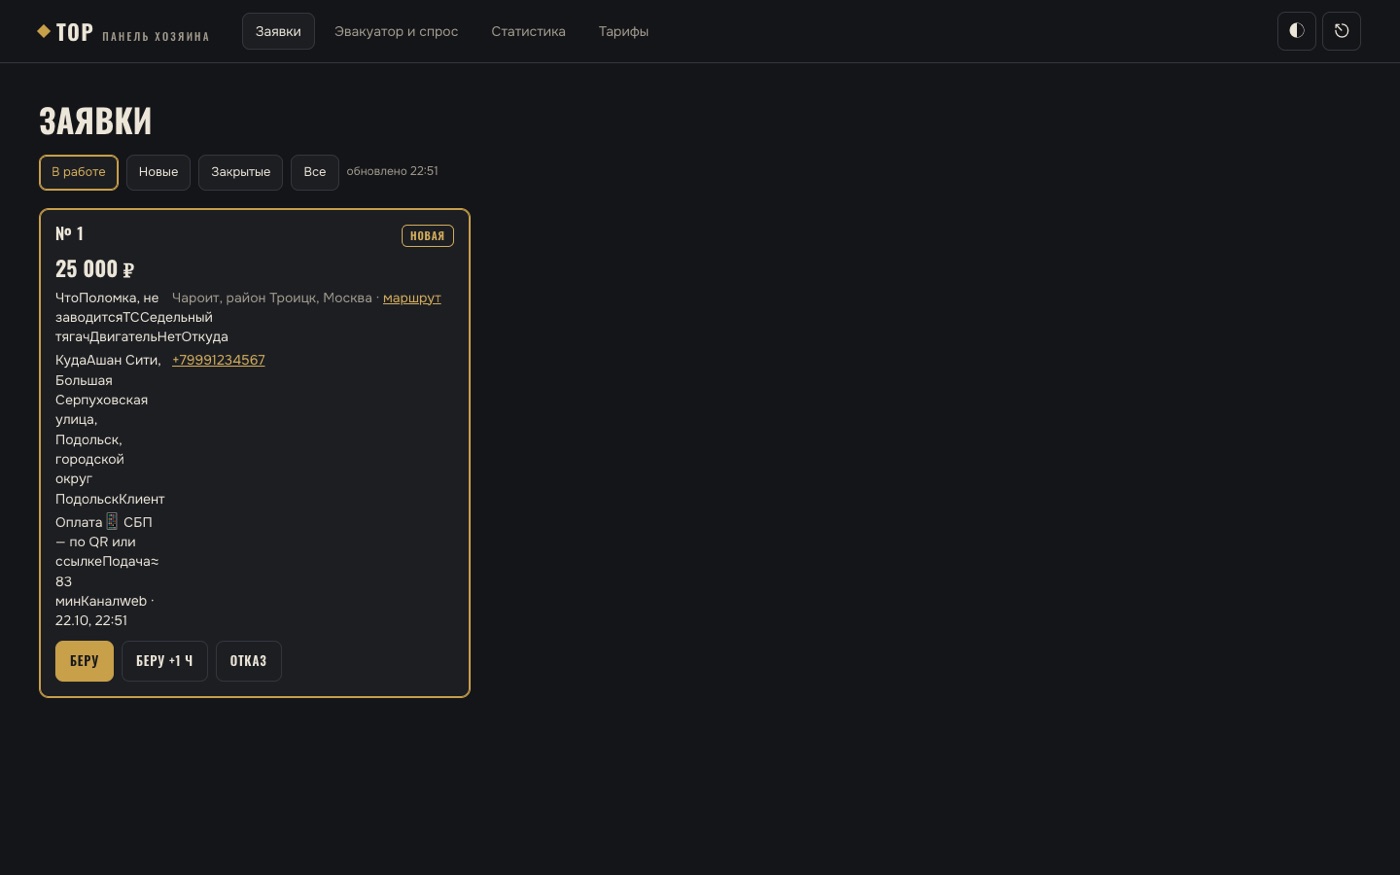 TOP ПАНЕЛЬ ХОЗЯИНА Заявки Эвакуатор и спрос Статистика Тарифы
ЗАЯВКИ
В работе Новые Закрытые Все обновлено 22:51
№ 1 НОВАЯ
25 000 ₽
ЧтоПоломка, не Чароит, район Троицк, Москва · маршрут
заводитсяТССедельный
тягачДвигательНетОткуда
КудаАшан Сити, +79991234567
Большая
Серпуховская
улица,
Подольск,
городской
округ
ПодольскКлиент
Оплата📱 СБП
— по QR или
ссылкеПодача≈
83
минКаналweb ·
22.10, 22:51
БЕРУ БЕРУ +1 Ч ОТКАЗ